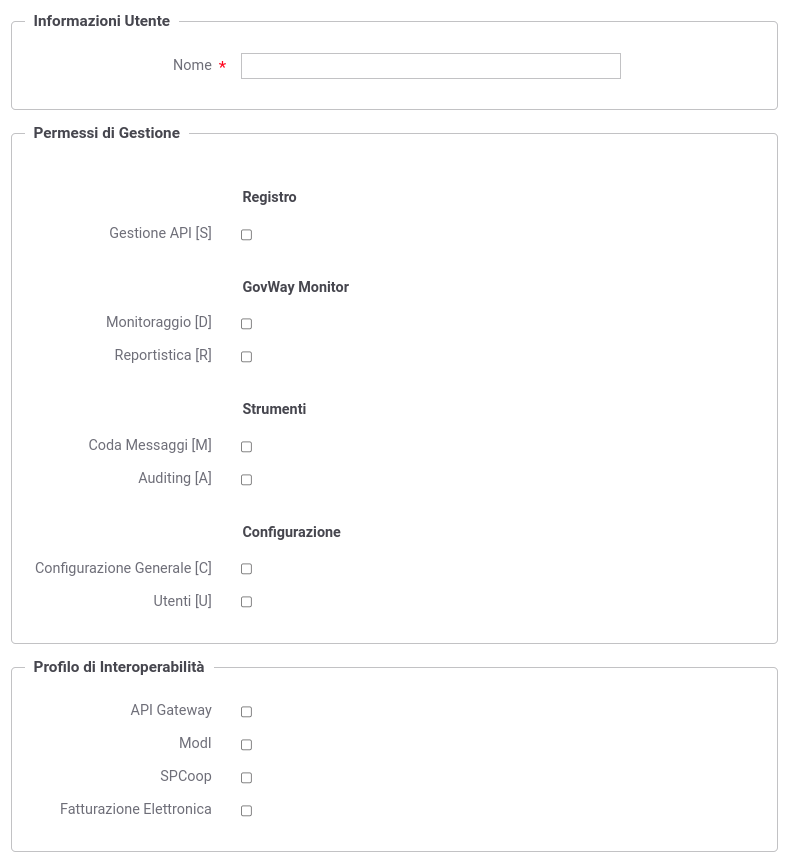 Informazioni Utente
Nome *
Permessi di Gestione
Registro
Gestione API [S]
GovWay Monitor
Monitoraggio [D]
Reportistica [R]
Strumenti
Coda Messaggi [M]
Auditing [A]
Configurazione
Configurazione Generale [C]
Utenti [U]
Profilo di Interoperabilità
API Gateway
ModI
SPCoop
Fatturazione Elettronica